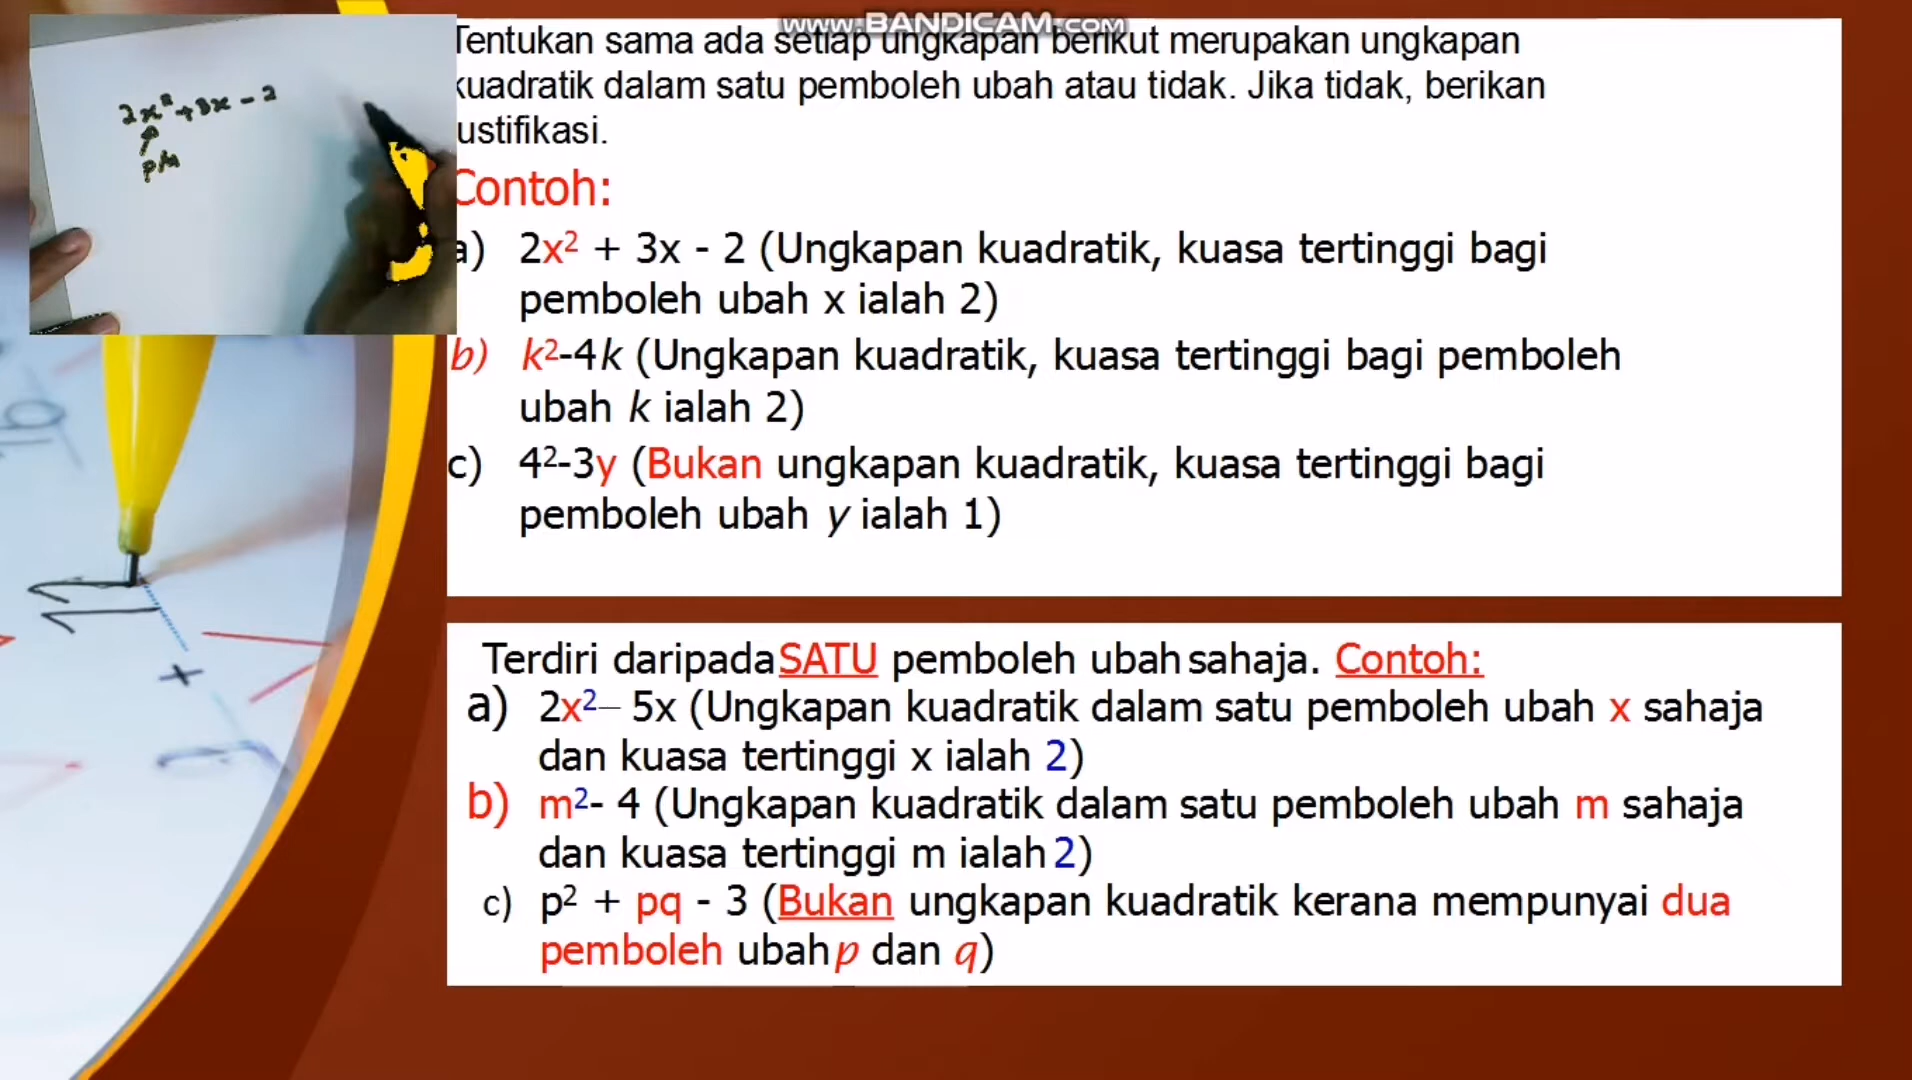 www.BANDICAM.com
Tentukan sama ada setiap ungkapan berikut merupakan ungkapan
kuadratik dalam satu pemboleh ubah atau tidak. Jika tidak, berikan
ustifikasi.
2x² + 3x - 2
Contoh:
a) 2x² + 3x - 2 (Ungkapan kuadratik, kuasa tertinggi bagi
pemboleh ubah x ialah 2)
b) k²-4k (Ungkapan kuadratik, kuasa tertinggi bagi pemboleh
ubah k ialah 2)
c) 4²-3y (Bukan ungkapan kuadratik, kuasa tertinggi bagi
pemboleh ubah y ialah 1)
Terdiri daripada SATU pemboleh ubah sahaja. Contoh:
a) 2x²– 5x (Ungkapan kuadratik dalam satu pemboleh ubah x sahaja
dan kuasa tertinggi x ialah 2)
b) m²- 4 (Ungkapan kuadratik dalam satu pemboleh ubah m sahaja
dan kuasa tertinggi m ialah 2)
c) p² + pq - 3 (Bukan ungkapan kuadratik kerana mempunyai dua
pemboleh ubah p dan q)